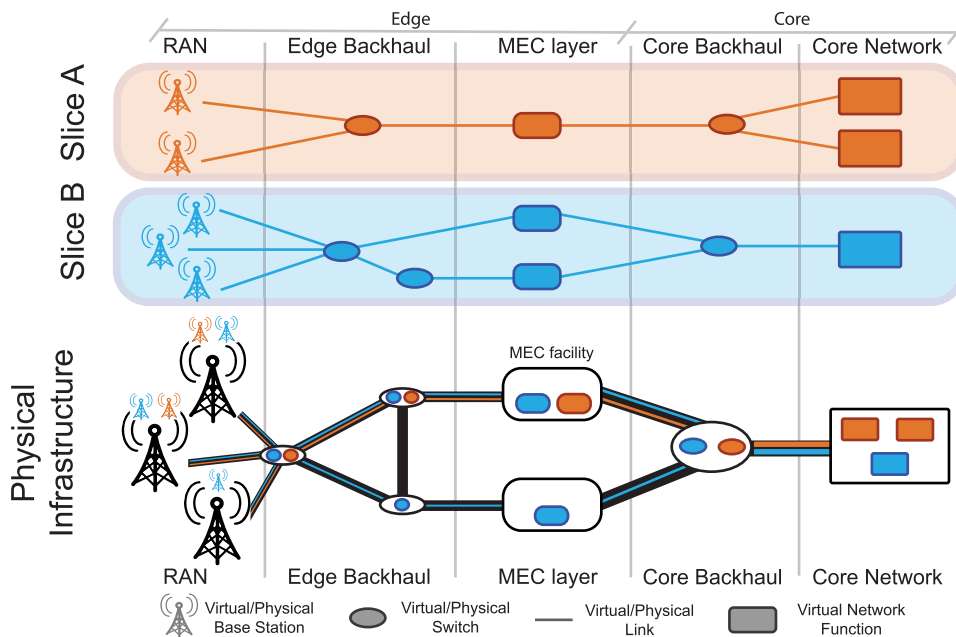 Edge
Core
RAN
Edge Backhaul
MEC layer
Core Backhaul
Core Network
Slice A
Slice B
Physical
Infrastructure
MEC facility
RAN
Edge Backhaul
MEC layer
Core Backhaul
Core Network
Virtual/Physical
Base Station
Virtual/Physical
Switch
Virtual/Physical
Link
Virtual Network
Function